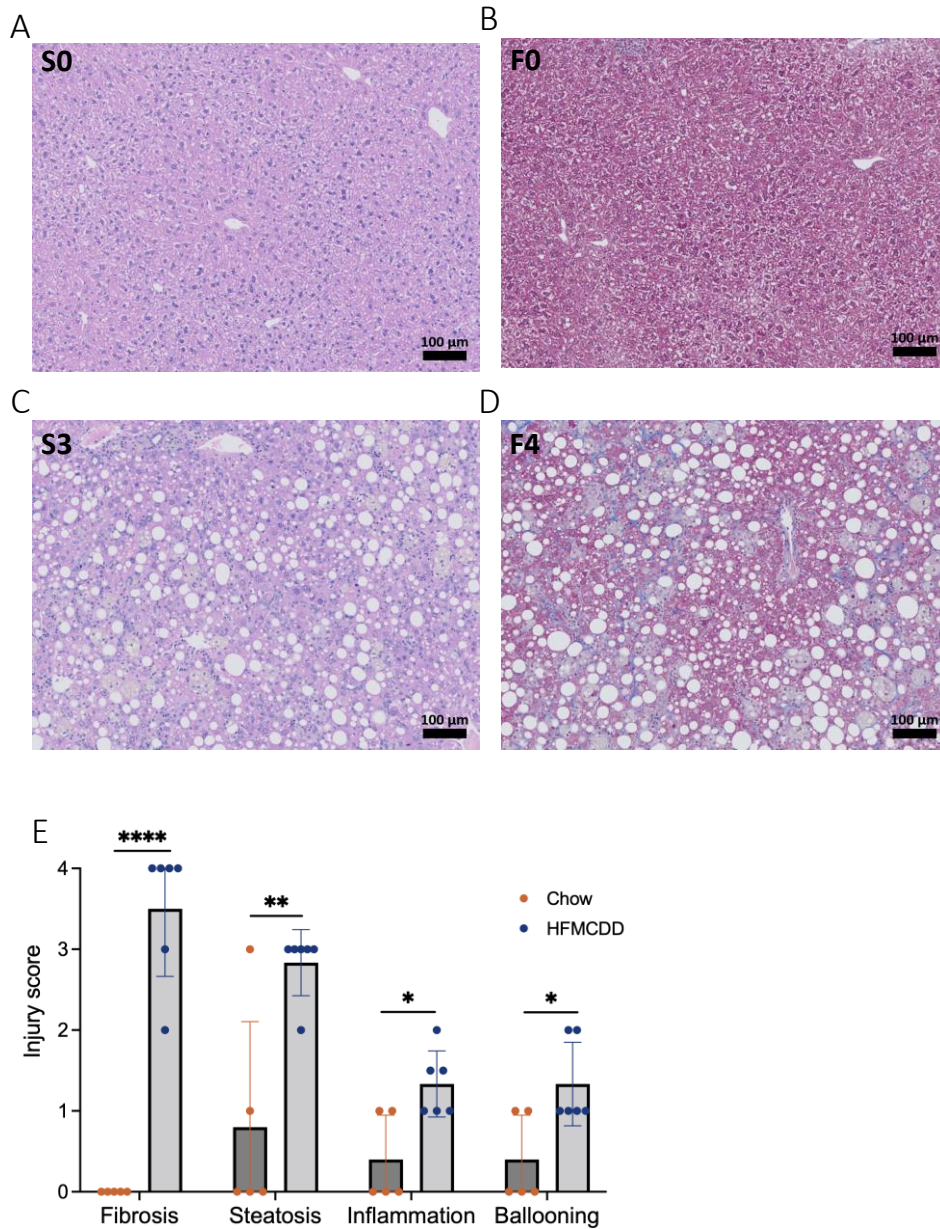 A
S0
100 µm
B
F0
100 µm
C
S3
100 µm
D
F4
100 µm
E
****
**
*
*
Chow
HFMCDD
Injury score
4
3
2
1
0
Fibrosis
Steatosis
Inflammation
Ballooning